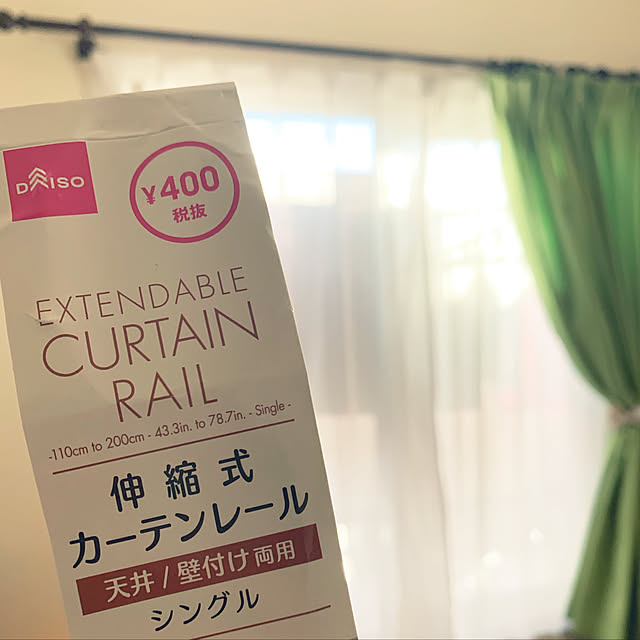 DAISO
¥400
税抜
EXTENDABLE
CURTAIN
RAIL
-110cm to 200cm - 43.3in. to 78.7in. - Single -
伸縮式
カーテンレール
天井/壁付け両用
シングル